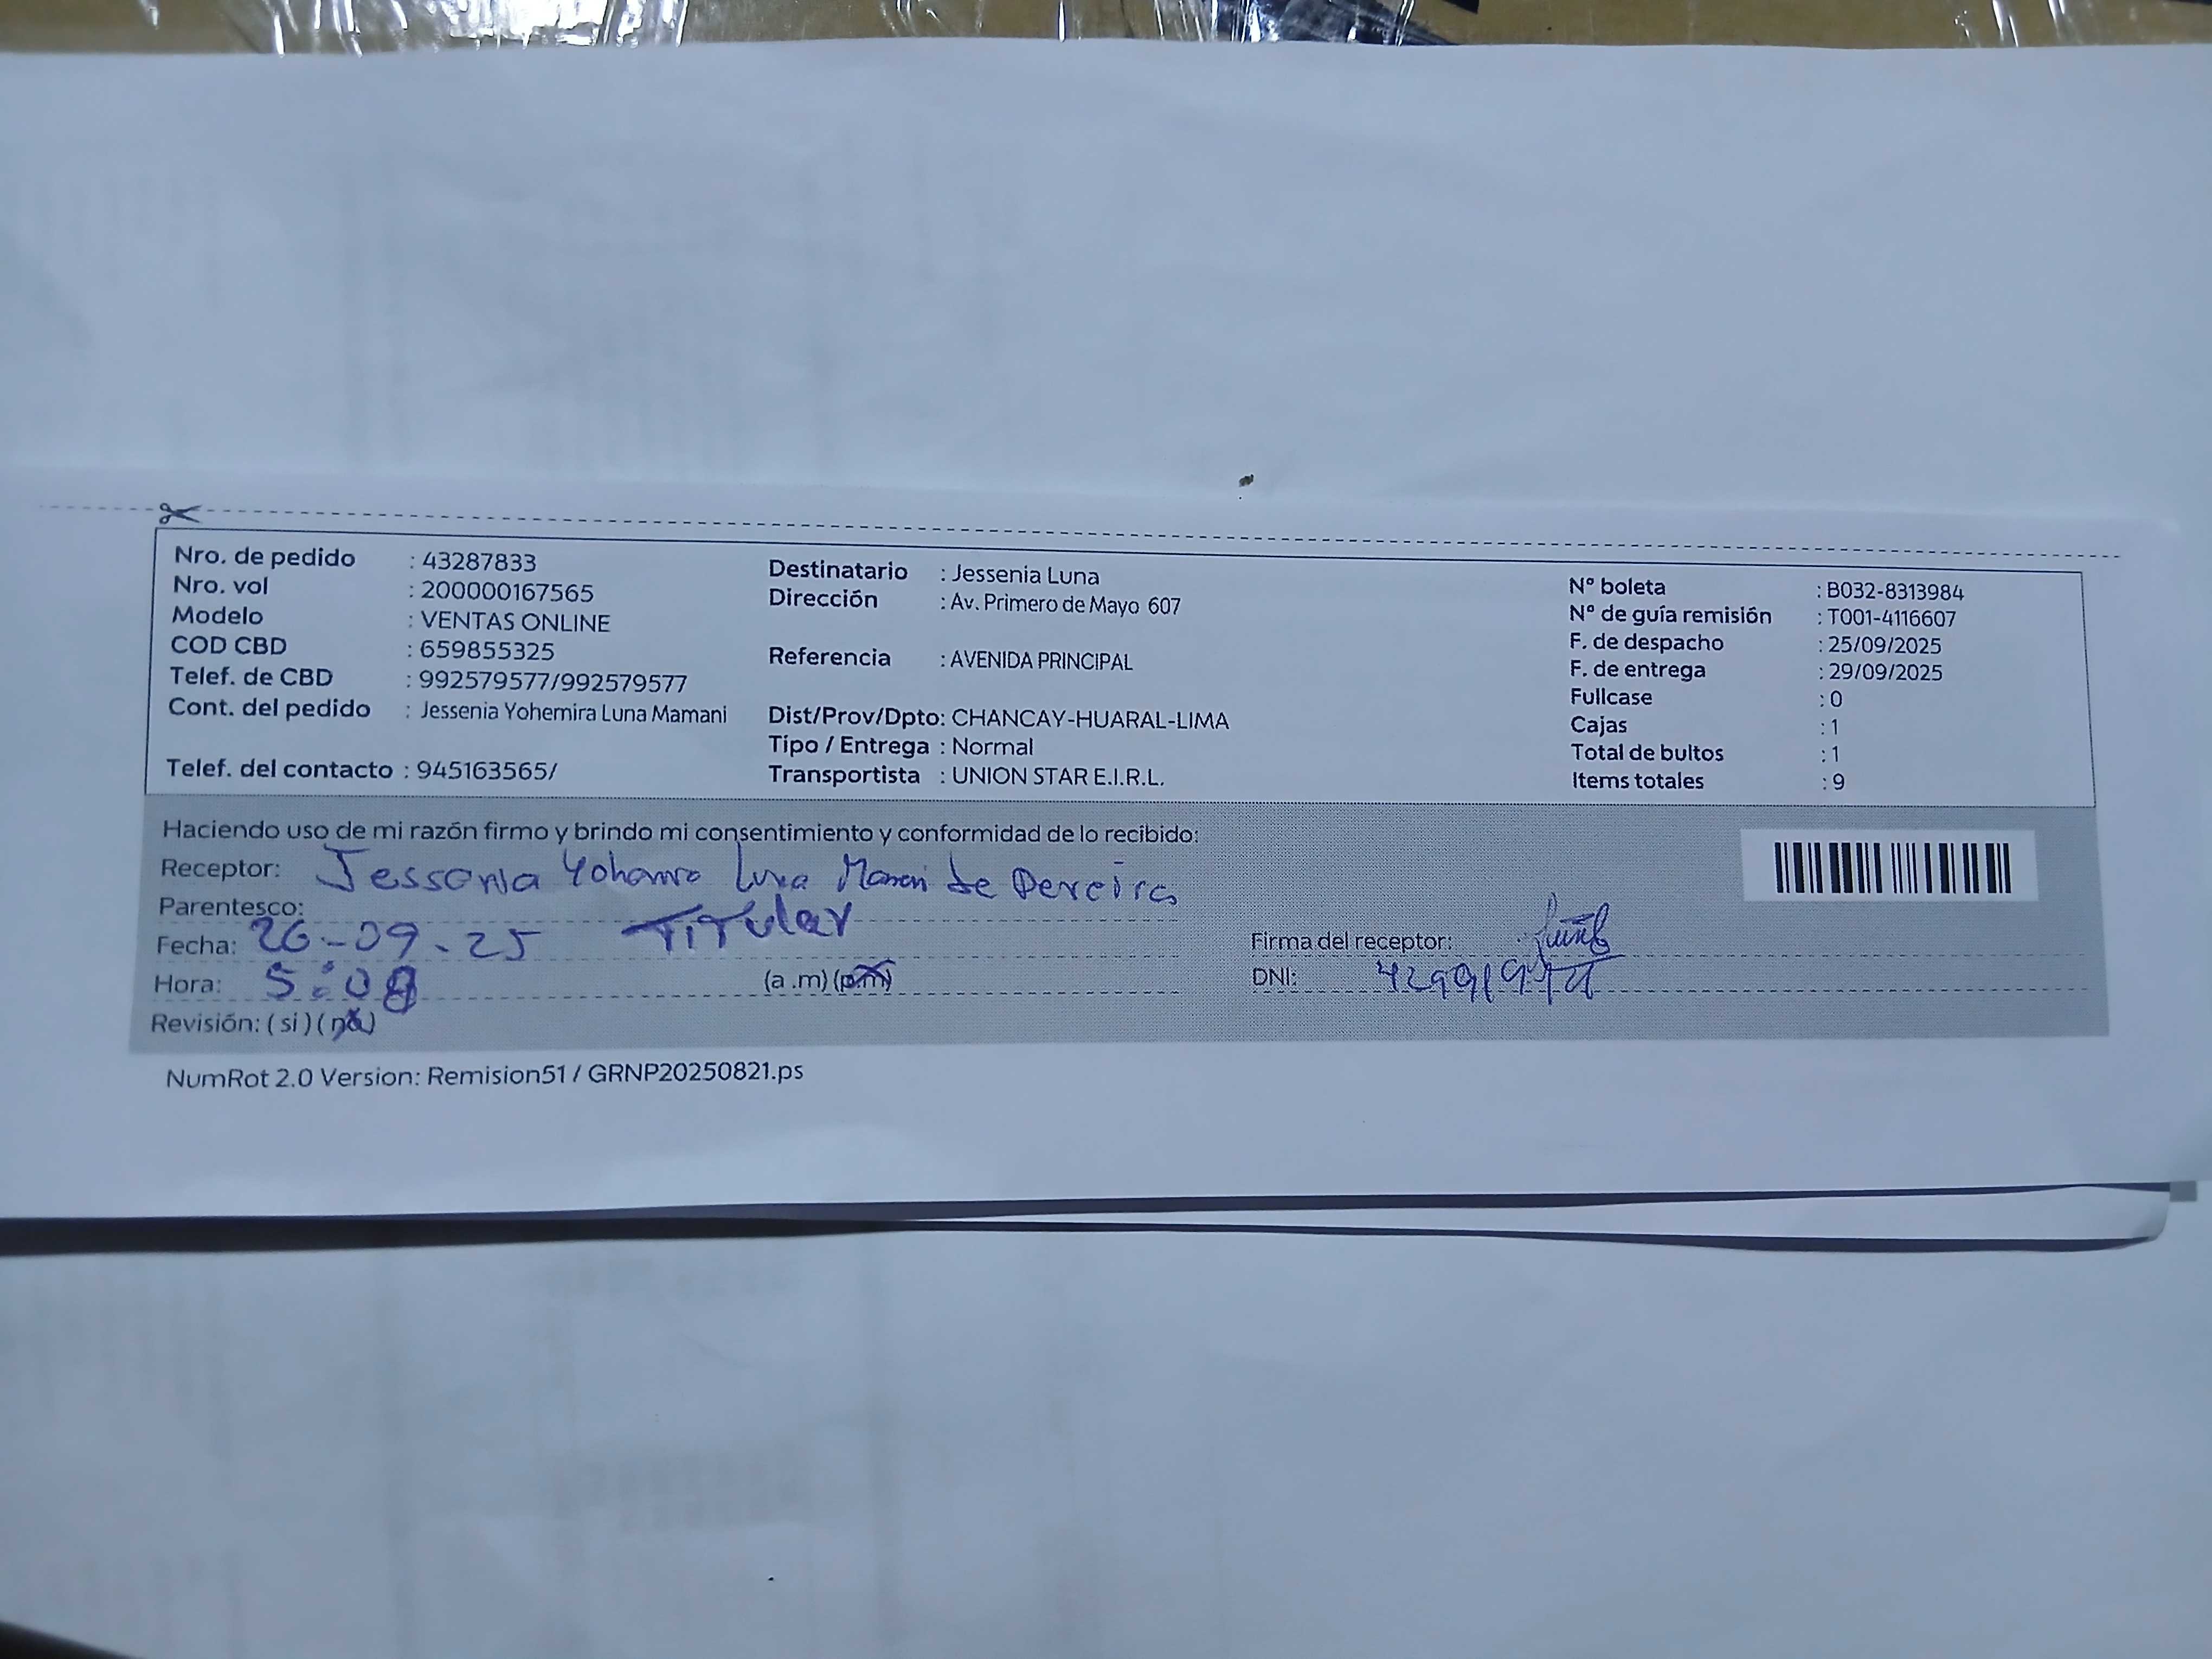 Nro. de pedido : 43287833
Nro. vol : 200000167565
Modelo : VENTAS ONLINE
COD CBD : 659855325
Telef. de CBD : 992579577/992579577
Cont. del pedido : Jessenia Yohemira Luna Mamani
Telef. del contacto : 945163565/
Destinatario : Jessenia Luna
Dirección : Av. Primero de Mayo 607
Referencia : AVENIDA PRINCIPAL
Dist/Prov/Dpto: CHANCAY-HUARAL-LIMA
Tipo / Entrega : Normal
Transportista : UNION STAR E.I.R.L.
N° boleta : B032-8313984
N° de guía remisión : T001-4116607
F. de despacho : 25/09/2025
F. de entrega : 29/09/2025
Fullcase : 0
Cajas : 1
Total de bultos : 1
Items totales : 9
Haciendo uso de mi razón firmo y brindo mi consentimiento y conformidad de lo recibido:
Receptor: Jessenia Luna de Pereira
Parentesco: Titular
Fecha: 26-09-25
Hora: 5:08 (a .m) (p.m)
Revisión: ( si ) ( no )
Firma del receptor:
DNI:
NumRot 2.0 Version: Remision51 / GRNP20250821.ps